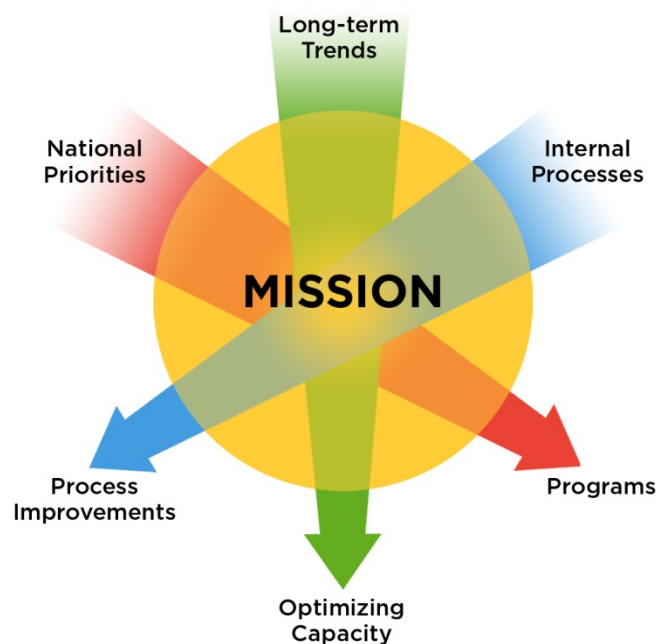 Long-term
Trends
National
Priorities
Internal
Processes
MISSION
Process
Improvements
Programs
Optimizing
Capacity